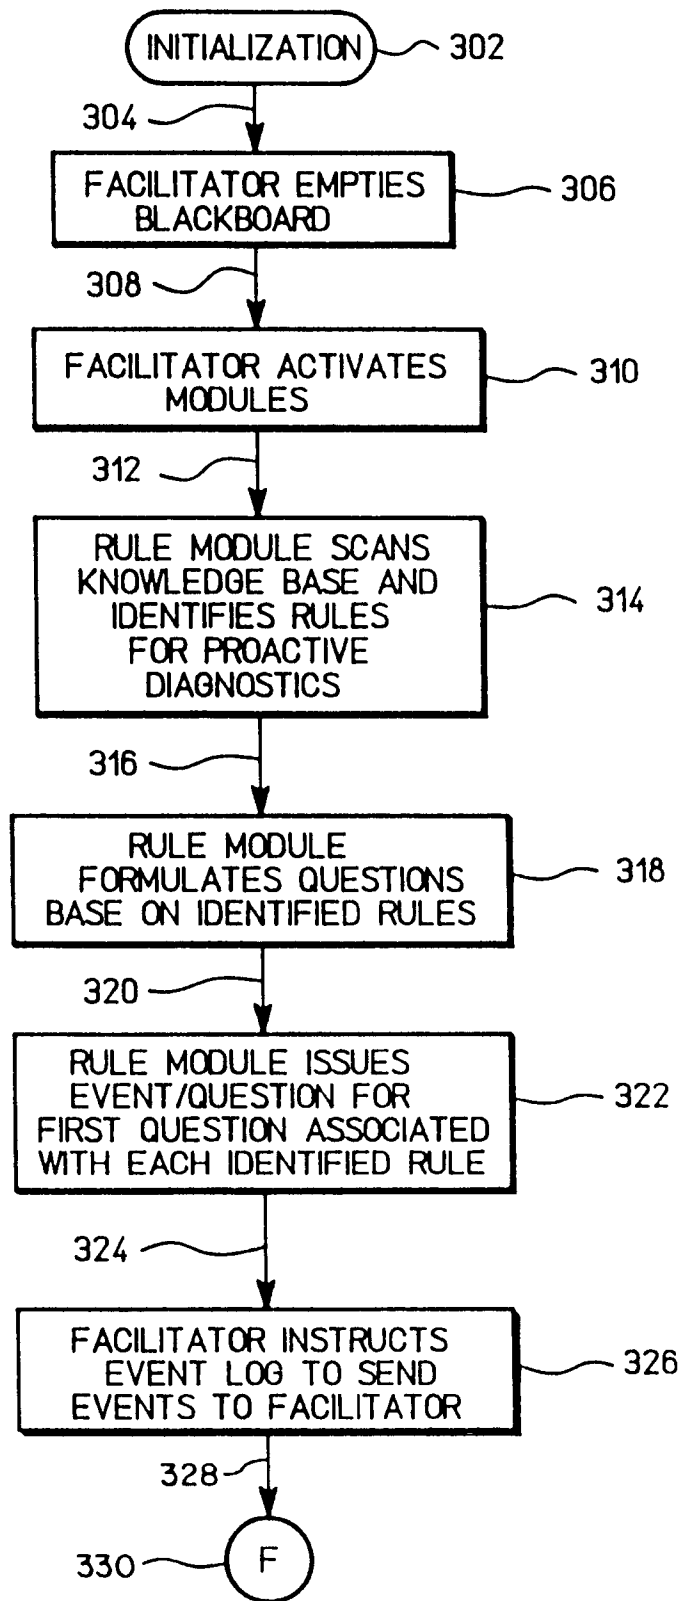 INITIALIZATION
302
304
FACILITATOR EMPTIES
BLACKBOARD
306
308
FACILITATOR ACTIVATES
MODULES
310
312
RULE MODULE SCANS
KNOWLEDGE BASE AND
IDENTIFIES RULES
FOR PROACTIVE
DIAGNOSTICS
314
316
RULE MODULE
FORMULATES QUESTIONS
BASE ON IDENTIFIED RULES
318
320
RULE MODULE ISSUES
EVENT/QUESTION FOR
FIRST QUESTION ASSOCIATED
WITH EACH IDENTIFIED RULE
322
324
FACILITATOR INSTRUCTS
EVENT LOG TO SEND
EVENTS TO FACILITATOR
326
328
F
330